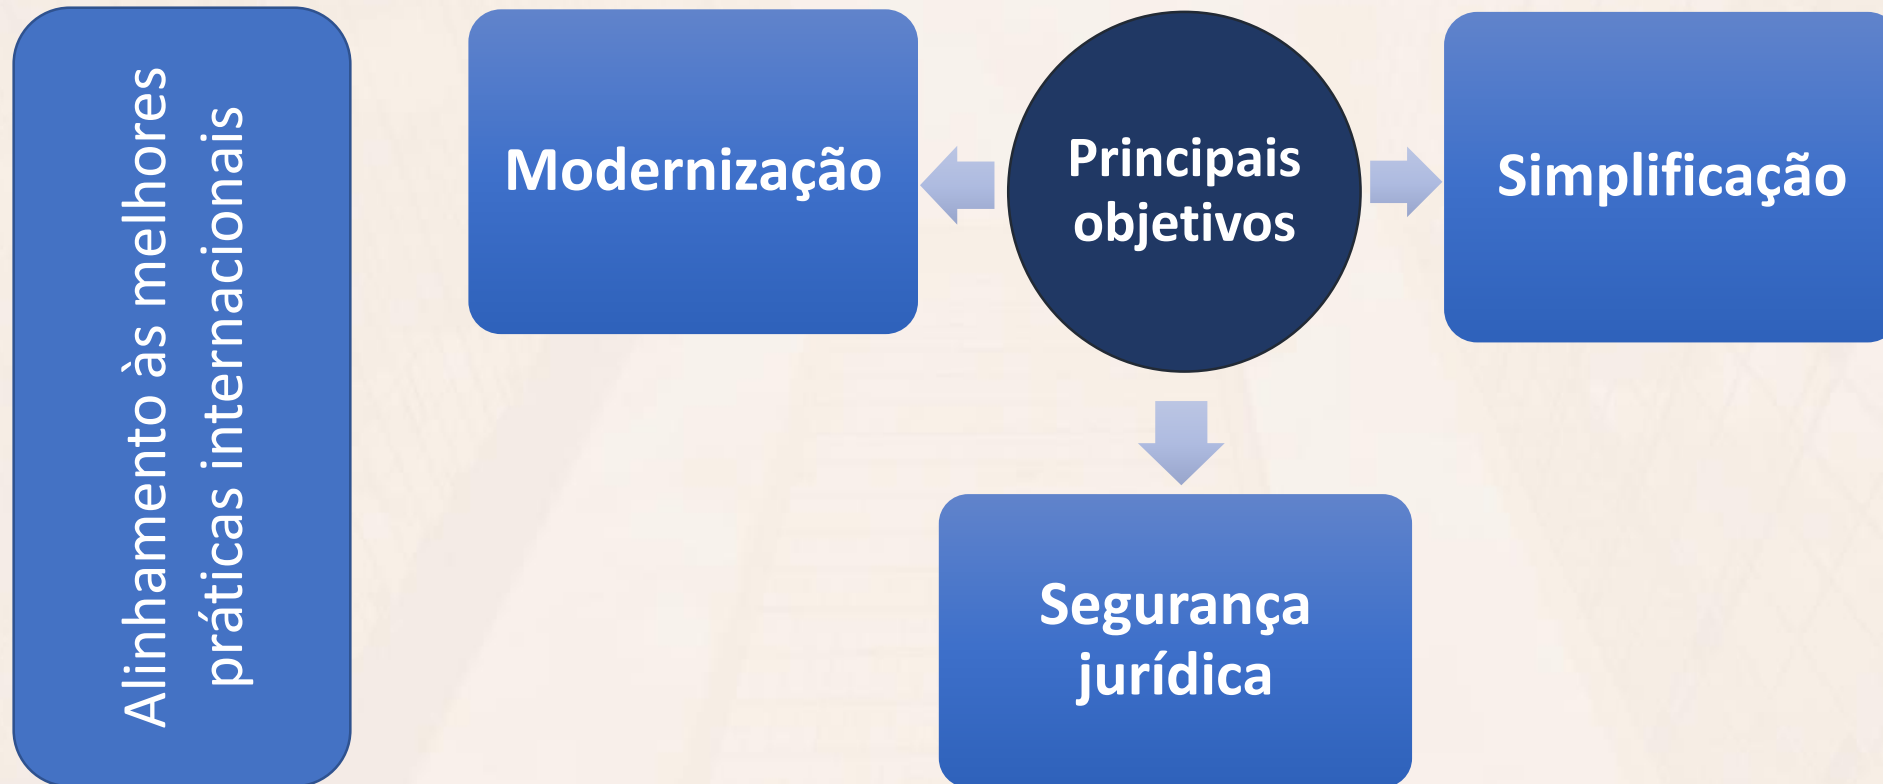 Alinhamento às melhores
práticas internacionais
Modernização
Principais
objetivos
Simplificação
Segurança
jurídica